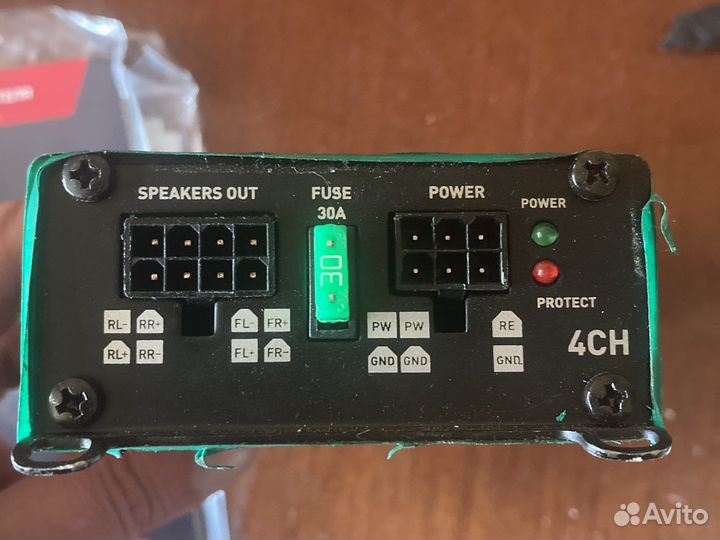 SPEAKERS OUT
FUSE
30A
POWER
POWER
PROTECT
30
RL- RR+ FL- FR+
RL+ RR- FL+ FR-
PW PW RE
GND GND GND
4CH
Avito